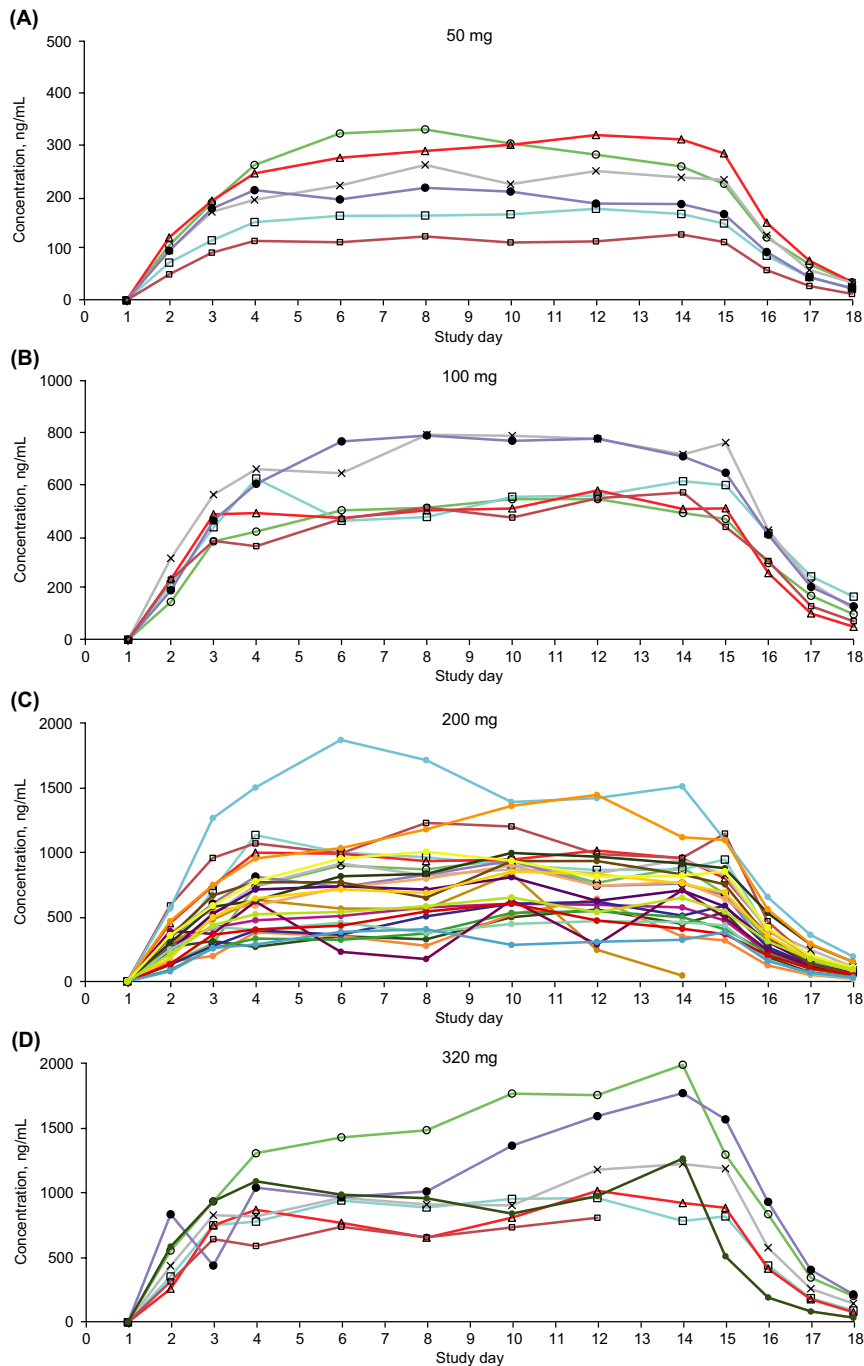 (A)
50 mg
500
400
300
200
100
0
Concentration, ng/mL
0 1 2 3 4 5 6 7 8 9 10 11 12 13 14 15 16 17 18
Study day
(B)
100 mg
1000
800
600
400
200
0
Concentration, ng/mL
0 1 2 3 4 5 6 7 8 9 10 11 12 13 14 15 16 17 18
Study day
(C)
200 mg
2000
1500
1000
500
0
Concentration, ng/mL
0 1 2 3 4 5 6 7 8 9 10 11 12 13 14 15 16 17 18
Study day
(D)
320 mg
2000
1500
1000
500
0
Concentration, ng/mL
0 1 2 3 4 5 6 7 8 9 10 11 12 13 14 15 16 17 18
Study day